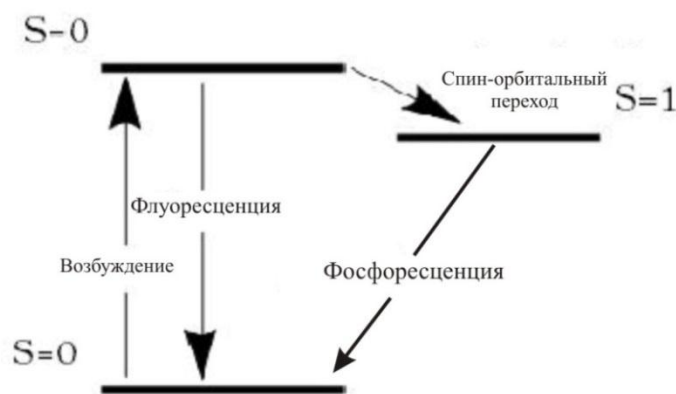 S-0
Спин-орбитальный
переход
S=1
Флуоресценция
Возбуждение
Фосфоресценция
S=0